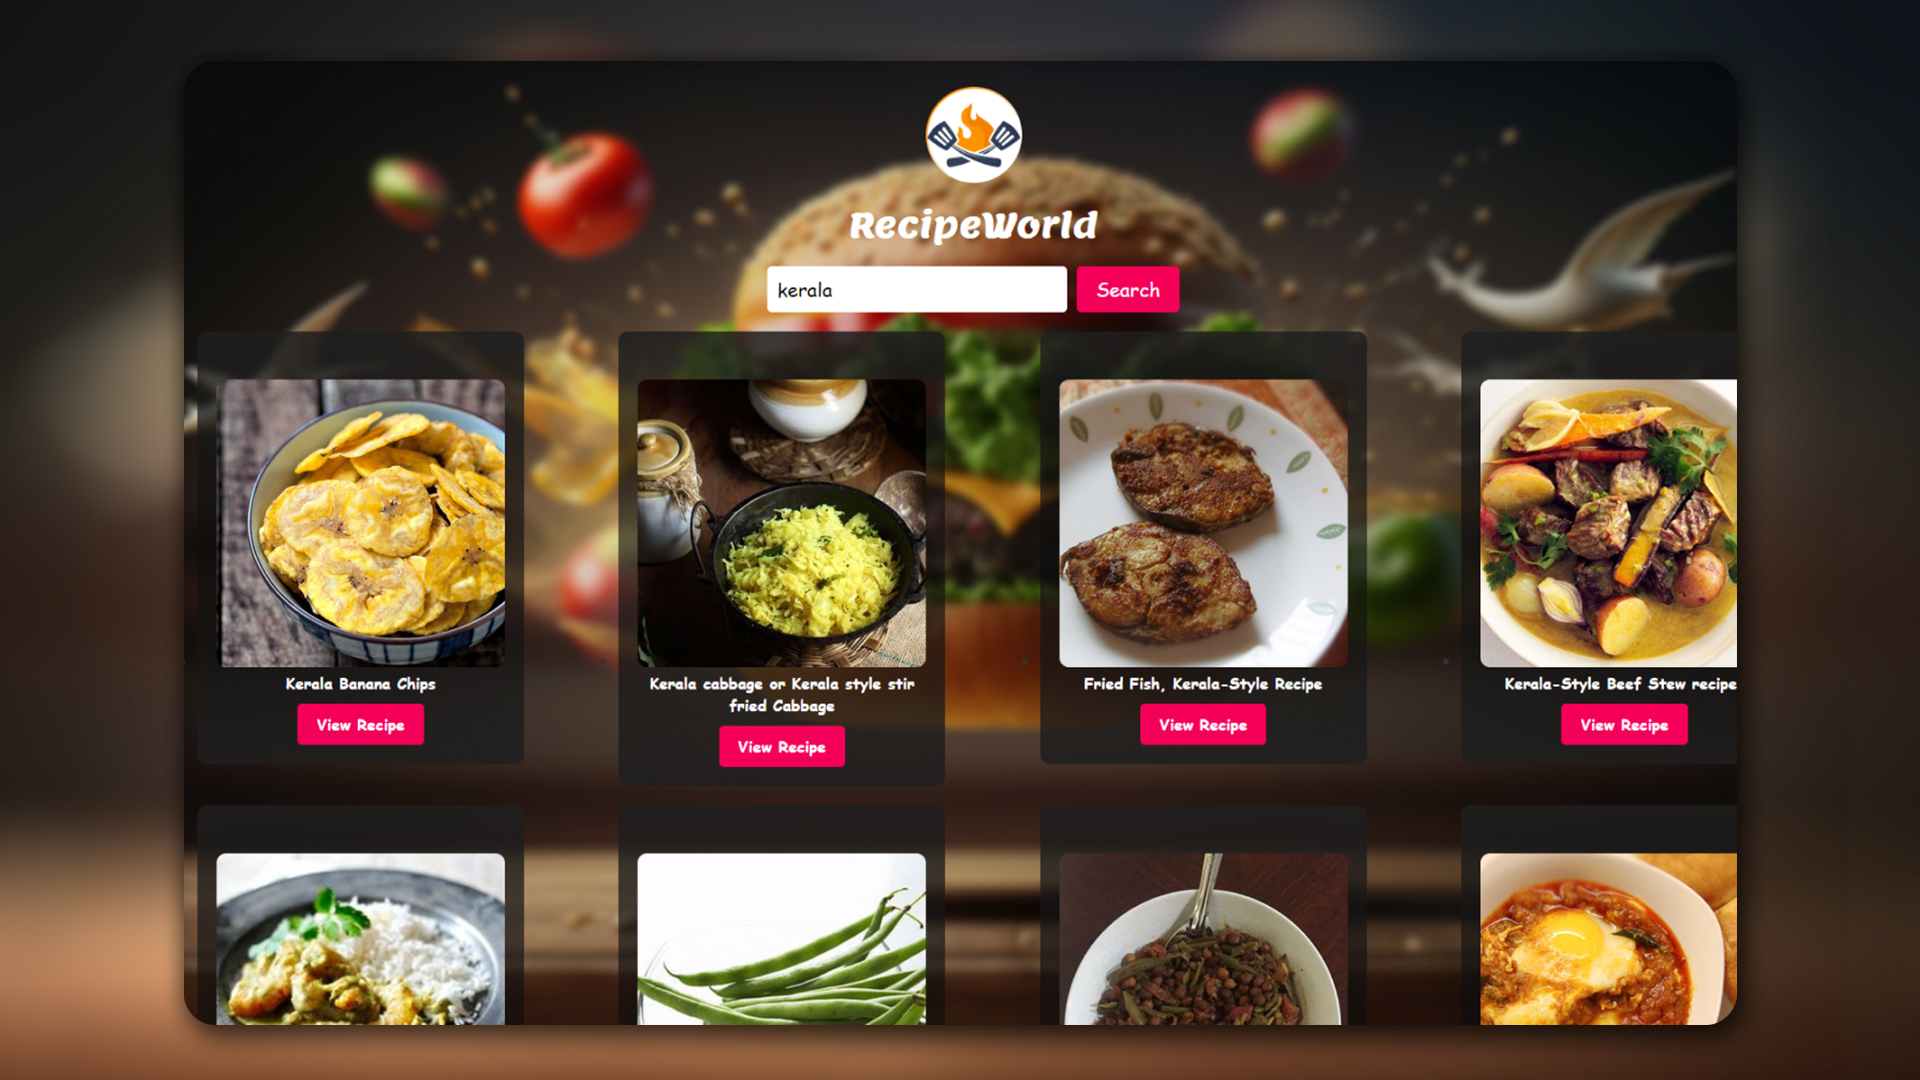 RecipeWorld
kerala
Search
Kerala Banana Chips
View Recipe
Kerala cabbage or Kerala style stir
fried Cabbage
View Recipe
Fried Fish, Kerala-Style Recipe
View Recipe
Kerala-Style Beef Stew recipe
View Recipe